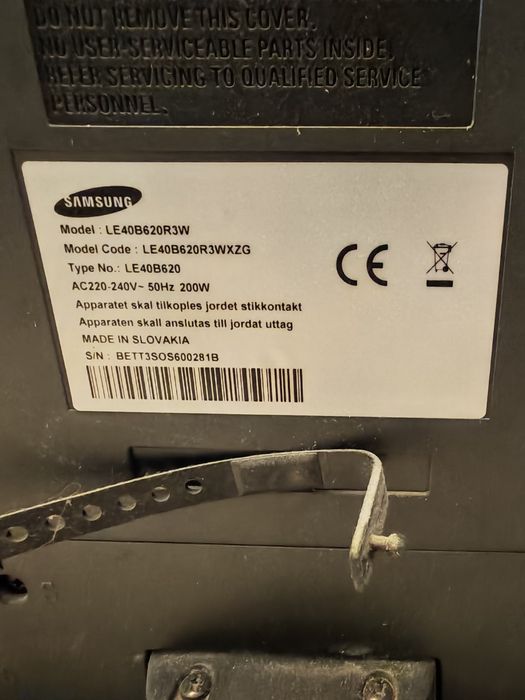 DO NOT REMOVE THIS COVER.
NO USER-SERVICEABLE PARTS INSIDE.
REFER SERVICING TO QUALIFIED SERVICE
PERSONNEL.
SAMSUNG
Model : LE40B620R3W
Model Code : LE40B620R3WXZG
Type No.: LE40B620
AC220-240V~ 50Hz 200W
Apparatet skal tilkoples jordet stikkontakt
Apparaten skall anslutas till jordat uttag
MADE IN SLOVAKIA
S/N : BETT3SOS600281B
CE